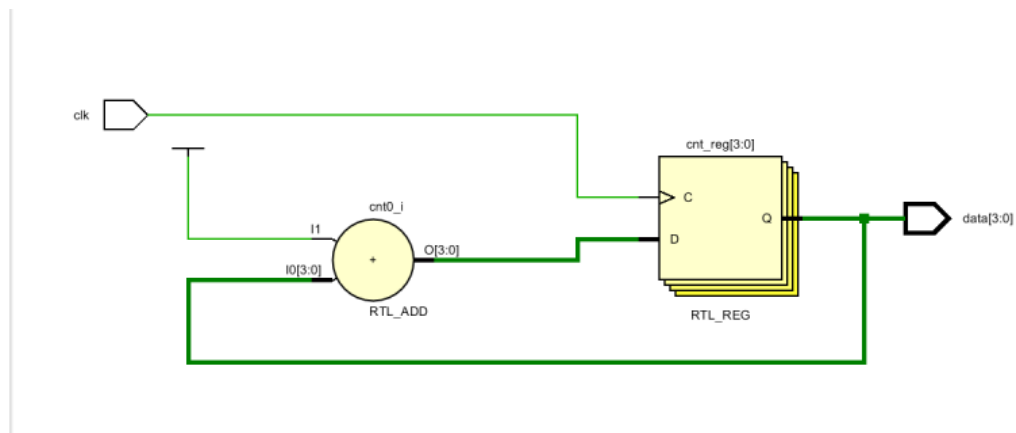 clk
cnt_reg[3:0]
C
cnt0_i
Q
data[3:0]
I1
D
O[3:0]
+
I0[3:0]
RTL_ADD
RTL_REG